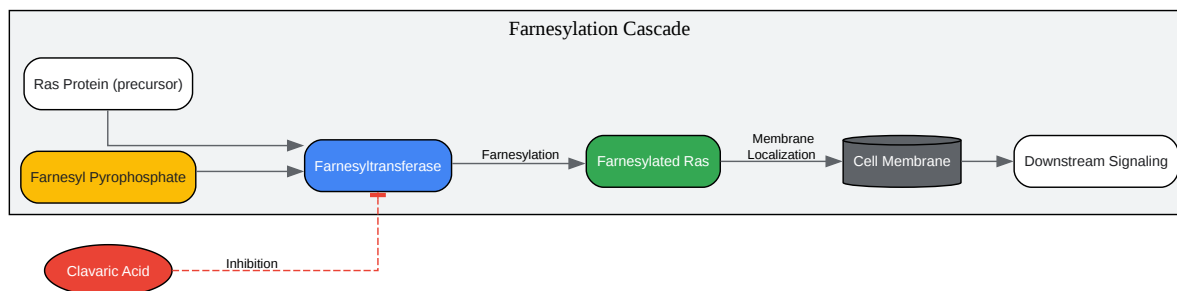 Farnesylation Cascade
Ras Protein (precursor)
Farnesyl Pyrophosphate
Farnesyltransferase
Farnesylation
Farnesylated Ras
Membrane
Localization
Cell Membrane
Downstream Signaling
Clavaric Acid
Inhibition